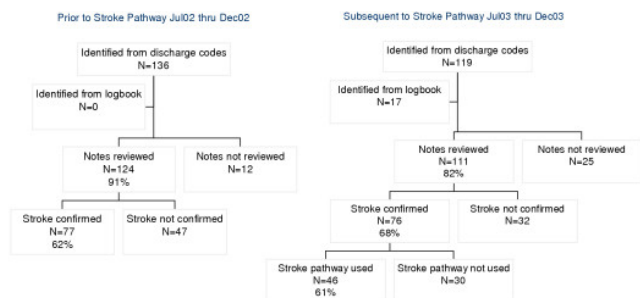 Prior to Stroke Pathway Jul02 thru Dec02
Identified from discharge codes
N=136
Identified from logbook
N=0
Notes reviewed
N=124
91%
Notes not reviewed
N=12
Stroke confirmed
N=77
62%
Stroke not confirmed
N=47
Subsequent to Stroke Pathway Jul03 thru Dec03
Identified from discharge codes
N=119
Identified from logbook
N=17
Notes reviewed
N=111
82%
Notes not reviewed
N=25
Stroke confirmed
N=76
68%
Stroke not confirmed
N=32
Stroke pathway used
N=46
61%
Stroke pathway not used
N=30